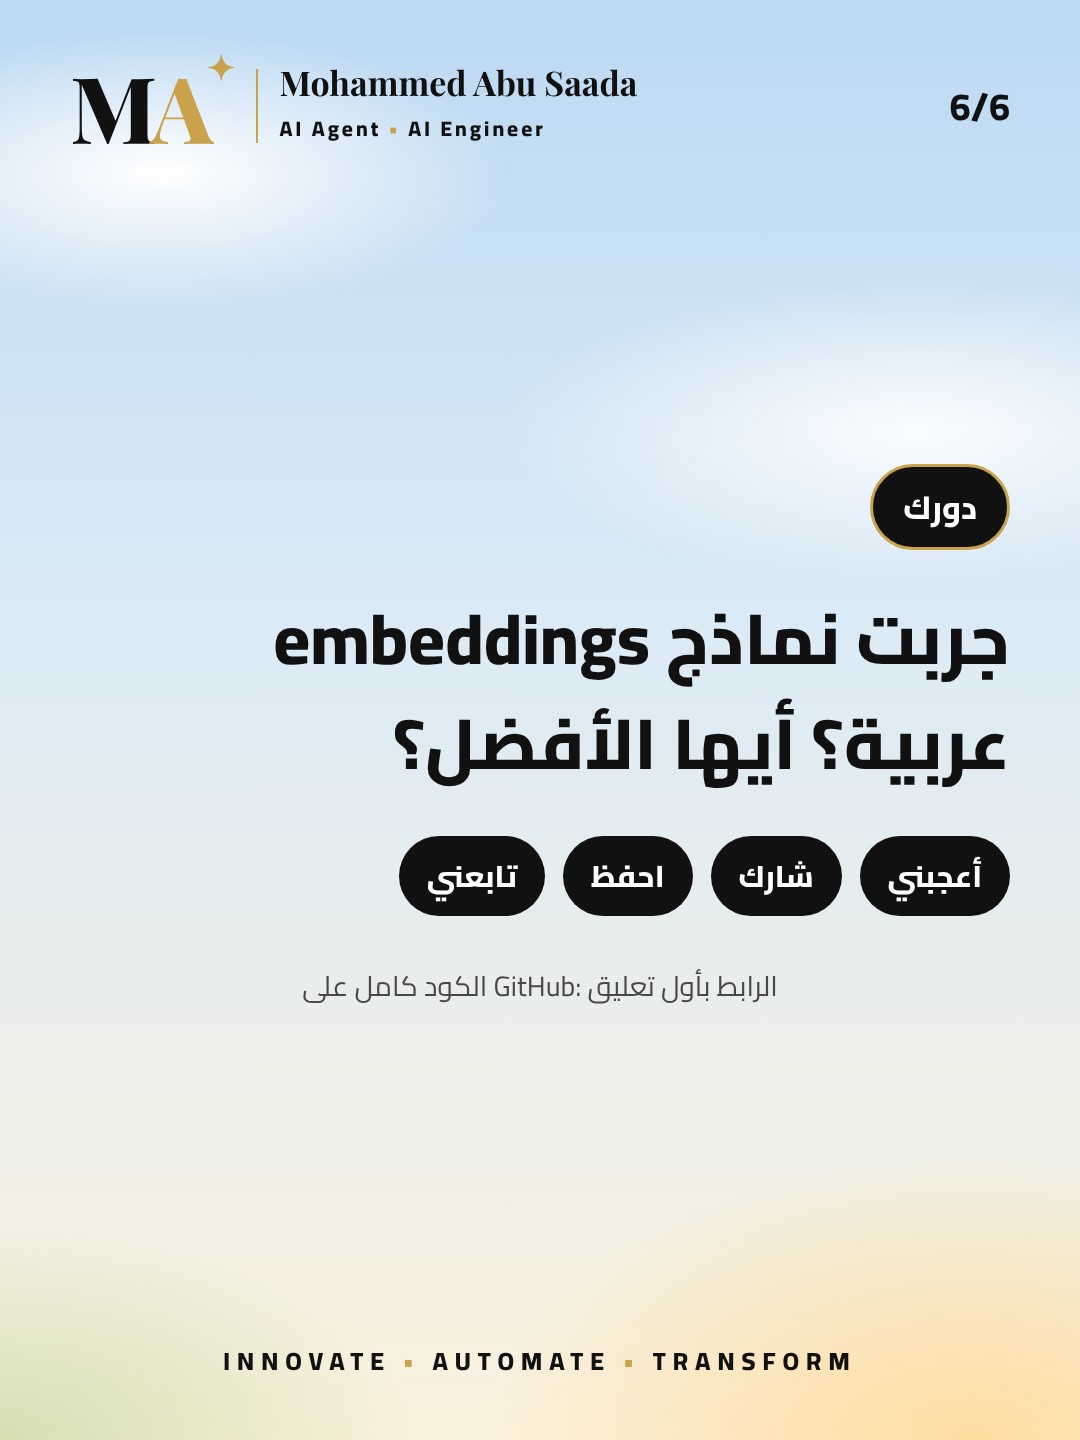 MA
Mohammed Abu Saada
AI Agent ▪ AI Engineer
6/6
دورك
جربت نماذج embeddings
عربية؟ أيها الأفضل؟
أعجبني شارك احفظ تابعني
الكود كامل على GitHub: الرابط بأول تعليق
INNOVATE ▪ AUTOMATE ▪ TRANSFORM